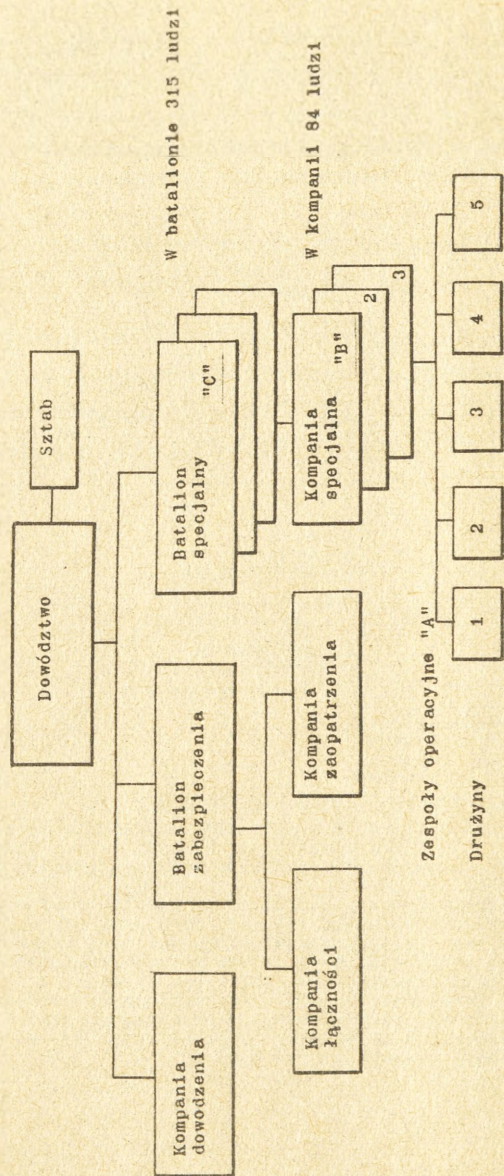 Dowództwo
Sztab
Kompania
dowodzenia
Batalion
zabezpieczenia
Batalion
specjalny
"C"
W batalionie 315 ludzi
Kompania
łączności
Kompania
zaopatrzenia
Kompania
specjalna
"B"
2
3
W kompanii 84 ludzi
Zespoły operacyjne "A"
Drużyny
1
2
3
4
5